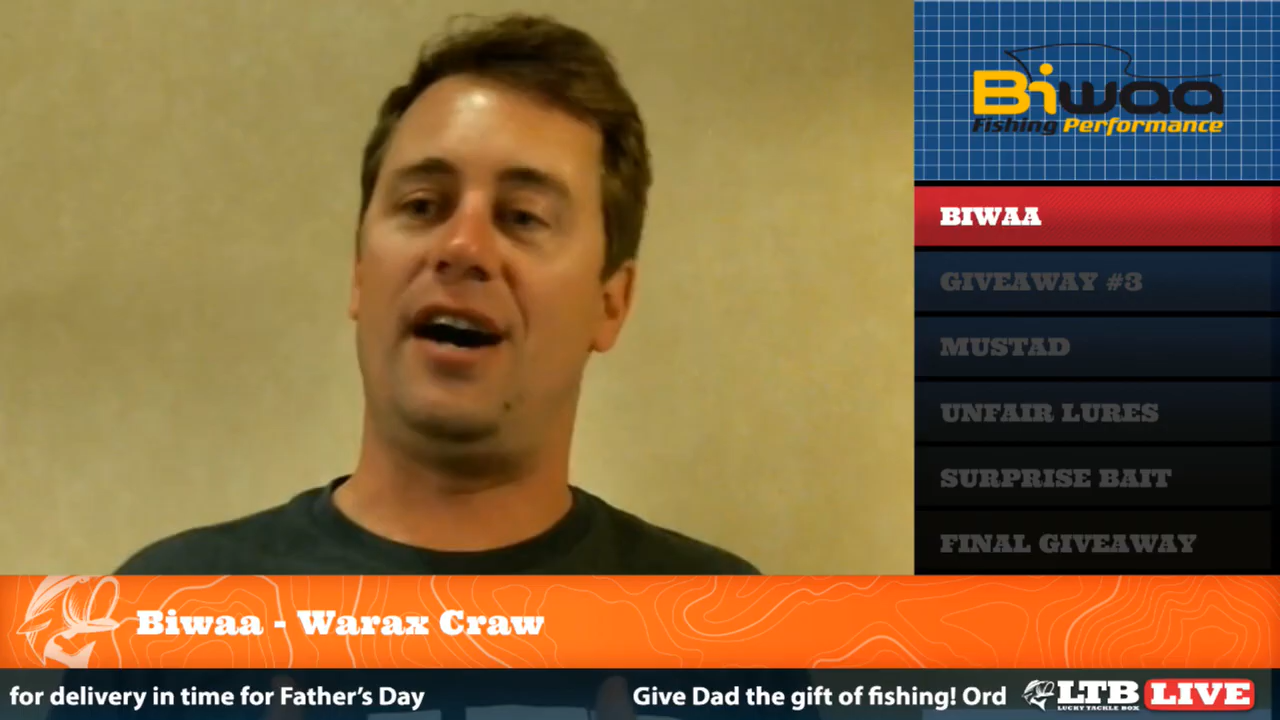 Biwaa
Fishing Performance
BIWAA
GIVEAWAY #3
MUSTAD
UNFAIR LURES
SURPRISE BAIT
FINAL GIVEAWAY
Biwaa - Warax Craw
for delivery in time for Father's Day
Give Dad the gift of fishing! Ord
LTB LIVE
LUCKY TACKLE BOX